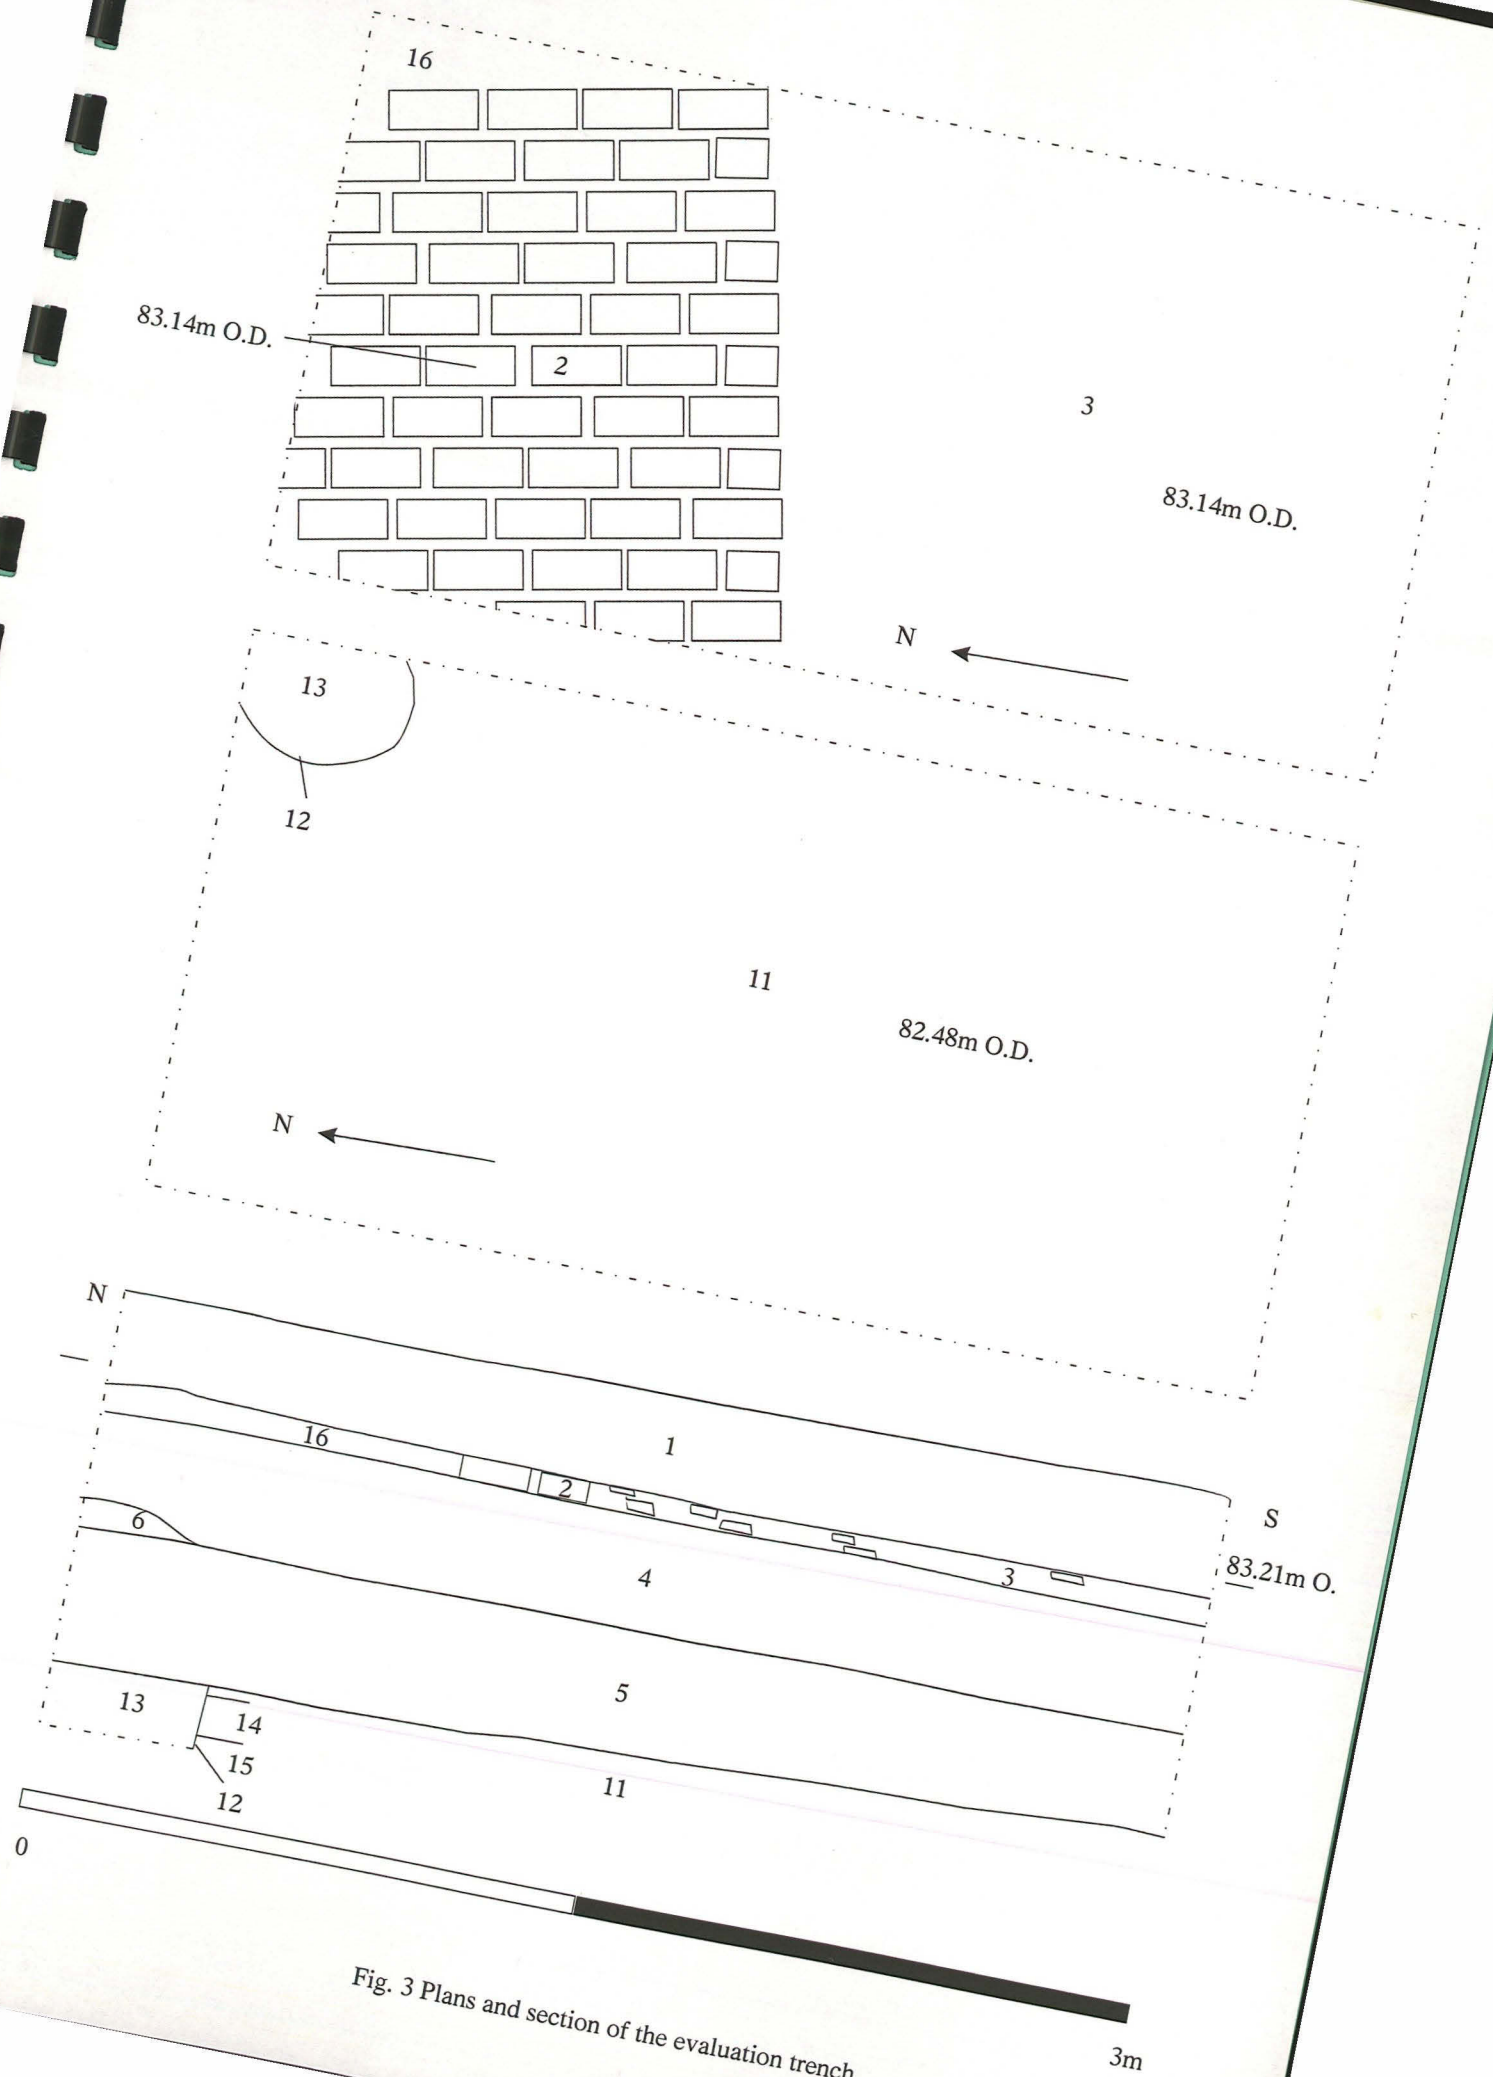 16
83.14m O.D.
2
3
83.14m O.D.
N
13
12
11
82.48m O.D.
N
N
1
16
2
S
83.21m O.
6
4
3
5
13
14
15
12
11
0
3m
Fig. 3 Plans and section of the evaluation trench